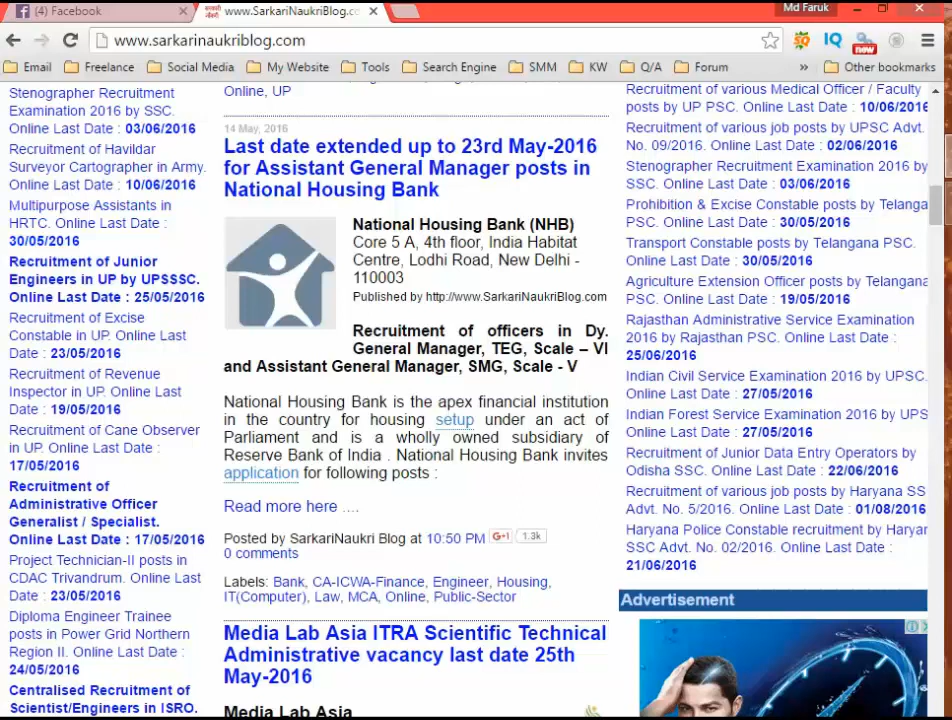 (4) Facebook
www.SarkariNaukriBlog.c
Md Faruk
www.sarkarinaukriblog.com
SQ
IQ
new
Email
Freelance
Social Media
My Website
Tools
Search Engine
SMM
KW
Q/A
Forum
»
Other bookmarks
Stenographer Recruitment
Examination 2016 by SSC.
Online Last Date : 03/06/2016
Recruitment of Havildar
Surveyor Cartographer in Army.
Online Last Date : 10/06/2016
Multipurpose Assistants in
HRTC. Online Last Date :
30/05/2016
Recruitment of Junior
Engineers in UP by UPSSSC.
Online Last Date : 25/05/2016
Recruitment of Excise
Constable in UP. Online Last
Date : 23/05/2016
Recruitment of Revenue
Inspector in UP. Online Last
Date : 19/05/2016
Recruitment of Cane Observer
in UP. Online Last Date :
17/05/2016
Recruitment of
Administrative Officer
Generalist / Specialist.
Online Last Date : 17/05/2016
Project Technician-II posts in
CDAC Trivandrum. Online Last
Date : 23/05/2016
Diploma Engineer Trainee
posts in Power Grid Northern
Region II. Online Last Date :
24/05/2016
Centralised Recruitment of
Scientist/Engineers in ISRO.
Online, UP
14 May, 2016
Last date extended up to 23rd May-2016
for Assistant General Manager posts in
National Housing Bank
National Housing Bank (NHB)
Core 5 A, 4th floor, India Habitat
Centre, Lodhi Road, New Delhi -
110003
Published by http://www.SarkariNaukriBlog.com
Recruitment of officers in Dy.
General Manager, TEG, Scale – VI
and Assistant General Manager, SMG, Scale - V
National Housing Bank is the apex financial institution
in the country for housing setup under an act of
Parliament and is a wholly owned subsidiary of
Reserve Bank of India . National Housing Bank invites
application for following posts :
Read more here ....
Posted by SarkariNaukri Blog at 10:50 PM G+1 1.3k
0 comments
Labels: Bank, CA-ICWA-Finance, Engineer, Housing,
IT(Computer), Law, MCA, Online, Public-Sector
Media Lab Asia ITRA Scientific Technical
Administrative vacancy last date 25th
May-2016
Media Lab Asia
Recruitment of various Medical Officer / Faculty
posts by UP PSC. Online Last Date : 10/06/2016
Recruitment of various job posts by UPSC Advt.
No. 09/2016. Online Last Date : 02/06/2016
Stenographer Recruitment Examination 2016 by
SSC. Online Last Date : 03/06/2016
Prohibition & Excise Constable posts by Telanga
PSC. Online Last Date : 30/05/2016
Transport Constable posts by Telangana PSC.
Online Last Date : 30/05/2016
Agriculture Extension Officer posts by Telangana
PSC. Online Last Date : 19/05/2016
Rajasthan Administrative Service Examination
2016 by Rajasthan PSC. Online Last Date :
25/06/2016
Indian Civil Service Examination 2016 by UPSC.
Online Last Date : 27/05/2016
Indian Forest Service Examination 2016 by UPS
Online Last Date : 27/05/2016
Recruitment of Junior Data Entry Operators by
Odisha SSC. Online Last Date : 22/06/2016
Recruitment of various job posts by Haryana SS
Advt. No. 5/2016. Online Last Date : 01/08/2016
Haryana Police Constable recruitment by Haryar
SSC Advt. No. 02/2016. Online Last Date :
21/06/2016
Advertisement